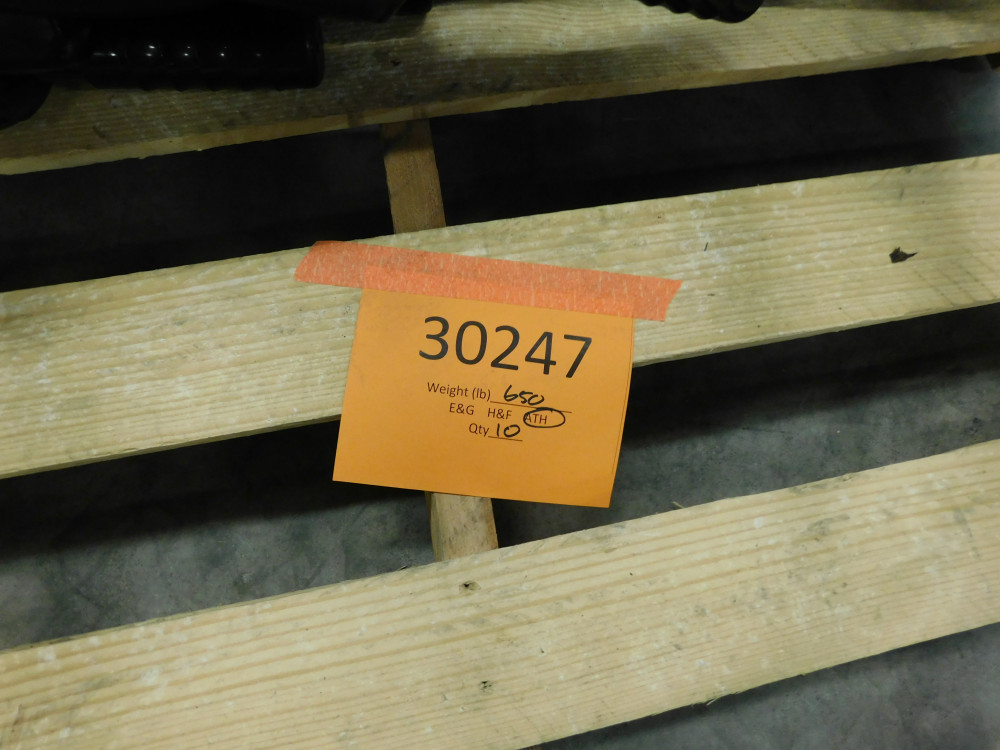 30247
Weight (lb) 650
E&G H&F ATH
Qty 10